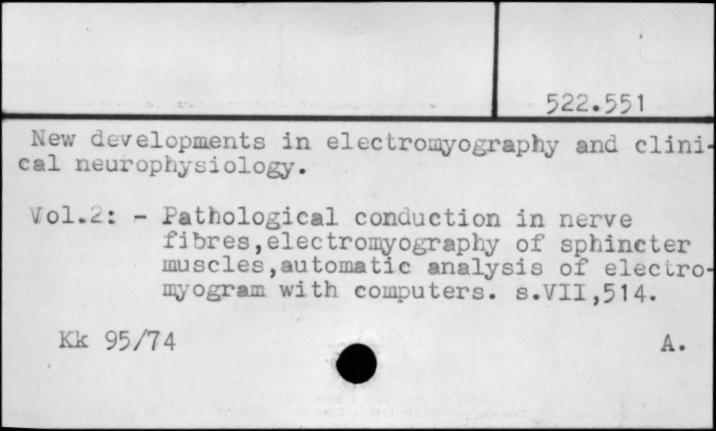 522.551
New developments in electromyography and clini-
cal neurophysiology.
Vol.2: - Pathological conduction in nerve
fibres,electromyography of sphincter
muscles,automatic analysis of electro-
myogram with computers. s.VII,514.
Kk 95/74 A.